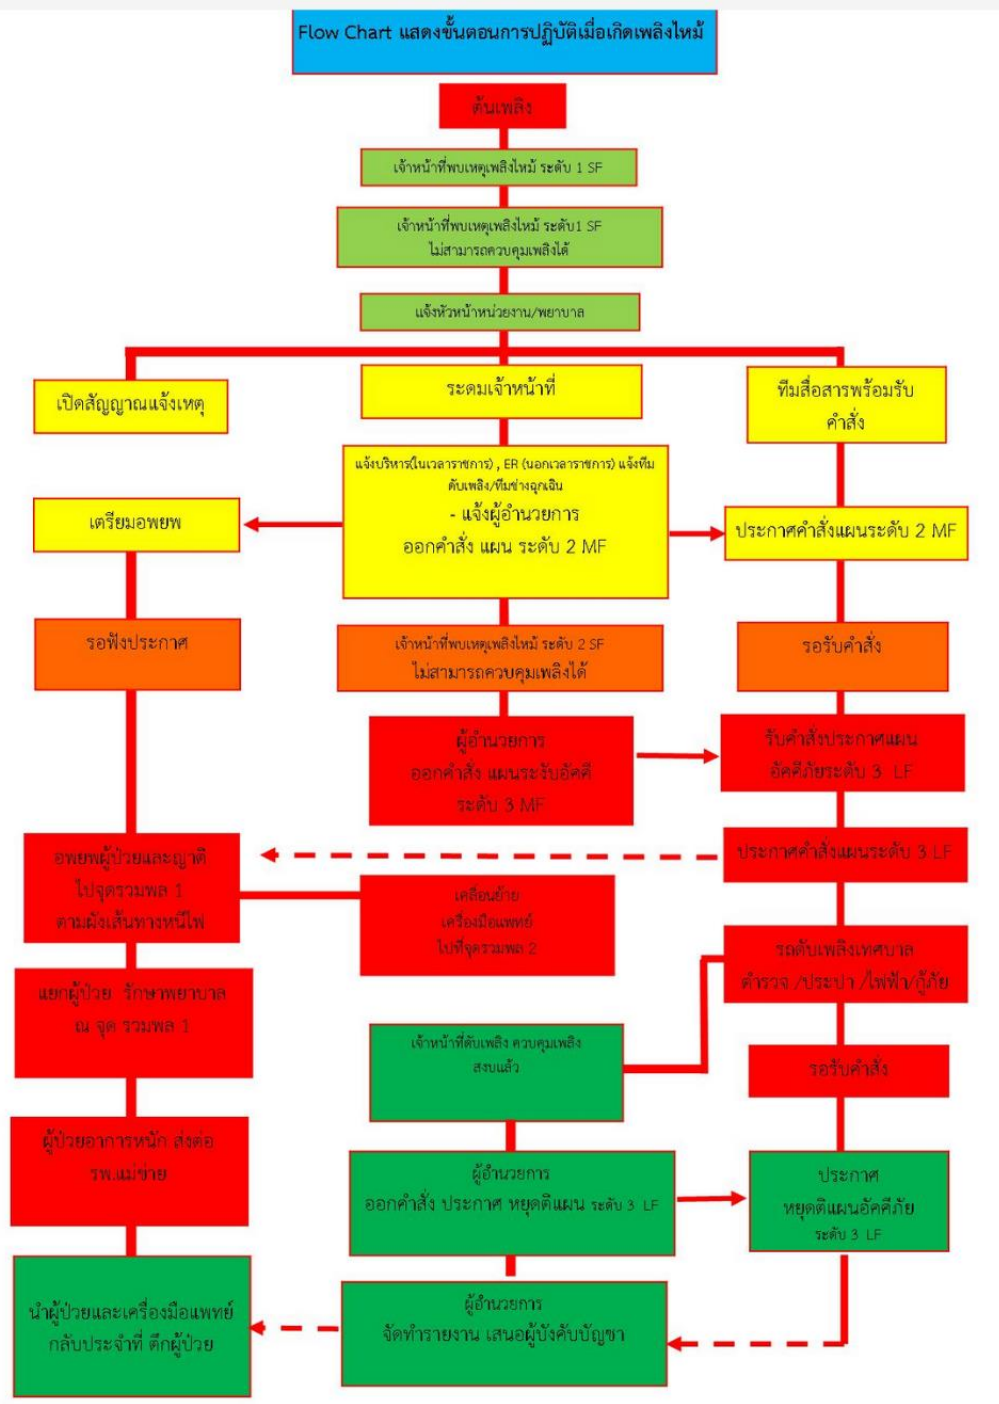 Flow Chart แสดงขั้นตอนการปฏิบัติเมื่อเกิดเพลิงไหม้
ต้นเพลิง
เจ้าหน้าที่พบเหตุเพลิงไหม้ ระดับ 1 SF
เจ้าหน้าที่พบเหตุเพลิงไหม้ ระดับ1 SF
ไม่สามารถควบคุมเพลิงได้
แจ้งหัวหน้าหน่วยงาน/พยาบาล
เปิดสัญญาณแจ้งเหตุ
ระดมเจ้าหน้าที่
ทีมสื่อสารพร้อมรับ
คำสั่ง
แจ้งบริหาร(ในเวลาราชการ) , ER (นอกเวลาราชการ) แจ้งทีม
ดับเพลิง/ทีมช่างฉุกเฉิน
- แจ้งผู้อำนวยการ
ออกคำสั่ง แผน ระดับ 2 MF
เตรียมอพยพ
ประกาศคำสั่งแผนระดับ 2 MF
รอฟังประกาศ
เจ้าหน้าที่พบเหตุเพลิงไหม้ ระดับ 2 SF
ไม่สามารถควบคุมเพลิงได้
รอรับคำสั่ง
ผู้อำนวยการ
ออกคำสั่ง แผนระงับอัคคี
ระดับ 3 MF
รับคำสั่งประกาศแผน
อัคคีภัยระดับ 3 LF
อพยพผู้ป่วยและญาติ
ไปจุดรวมพล 1
ตามผังเส้นทางหนีไฟ
ประกาศคำสั่งแผนระดับ 3 LF
เคลื่อนย้าย
เครื่องมือแพทย์
ไปที่จุดรวมพล 2
รถดับเพลิงเทศบาล
ตำรวจ /ประปา /ไฟฟ้า/กู้ภัย
แยกผู้ป่วย รักษาพยาบาล
ณ จุด รวมพล 1
เจ้าหน้าที่ดับเพลิง ควบคุมเพลิง
สงบแล้ว
รอรับคำสั่ง
ผู้ป่วยอาการหนัก ส่งต่อ
รพ.แม่ข่าย
ผู้อำนวยการ
ออกคำสั่ง ประกาศ หยุดติแผน ระดับ 3 LF
ประกาศ
หยุดติแผนอัคคีภัย
ระดับ 3 LF
นำผู้ป่วยและเครื่องมือแพทย์
กลับประจำที่ ตึกผู้ป่วย
ผู้อำนวยการ
จัดทำรายงาน เสนอผู้บังคับบัญชา